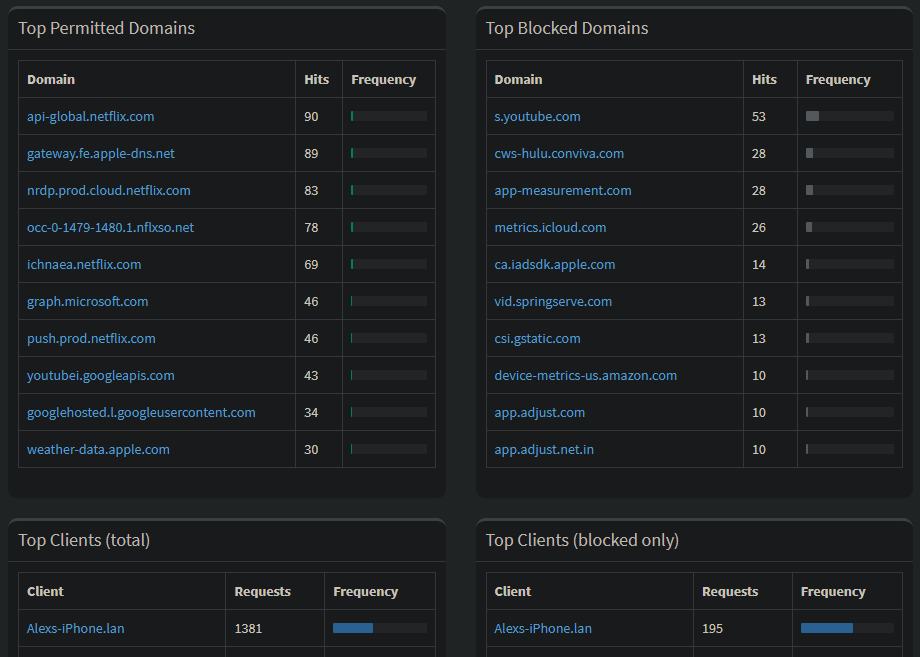 Top Permitted Domains
Domain Hits Frequency
api-global.netflix.com 90
gateway.fe.apple-dns.net 89
nrdp.prod.cloud.netflix.com 83
occ-0-1479-1480.1.nflxso.net 78
ichnaea.netflix.com 69
graph.microsoft.com 46
push.prod.netflix.com 46
youtubei.googleapis.com 43
googlehosted.l.googleusercontent.com 34
weather-data.apple.com 30
Top Blocked Domains
Domain Hits Frequency
s.youtube.com 53
cws-hulu.conviva.com 28
app-measurement.com 28
metrics.icloud.com 26
ca.iadsdk.apple.com 14
vid.springserve.com 13
csi.gstatic.com 13
device-metrics-us.amazon.com 10
app.adjust.com 10
app.adjust.net.in 10
Top Clients (total)
Client Requests Frequency
Alexs-iPhone.lan 1381
Top Clients (blocked only)
Client Requests Frequency
Alexs-iPhone.lan 195